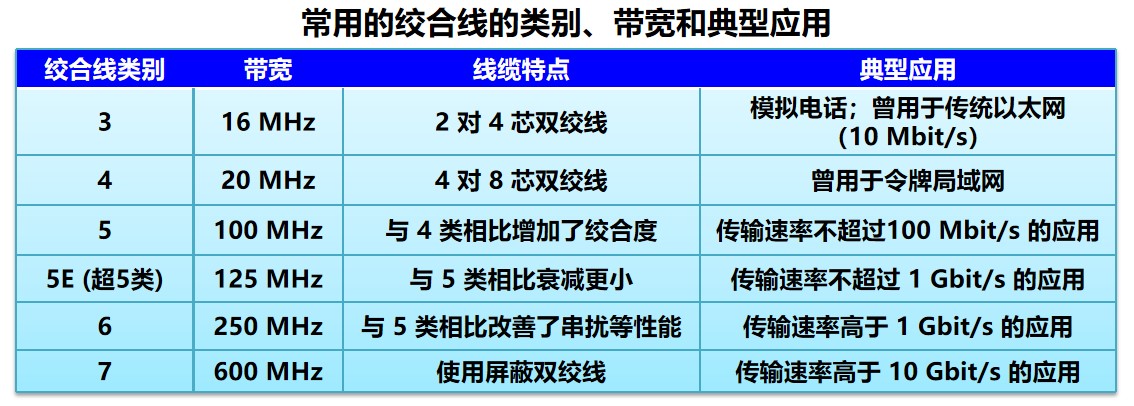 常用的绞合线的类别、带宽和典型应用
绞合线类别 带宽 线缆特点 典型应用
3 16 MHz 2 对 4 芯双绞线 模拟电话；曾用于传统以太网
(10 Mbit/s)
4 20 MHz 4 对 8 芯双绞线 曾用于令牌局域网
5 100 MHz 与 4 类相比增加了绞合度 传输速率不超过100 Mbit/s 的应用
5E (超5类) 125 MHz 与 5 类相比衰减更小 传输速率不超过 1 Gbit/s 的应用
6 250 MHz 与 5 类相比改善了串扰等性能 传输速率高于 1 Gbit/s 的应用
7 600 MHz 使用屏蔽双绞线 传输速率高于 10 Gbit/s 的应用